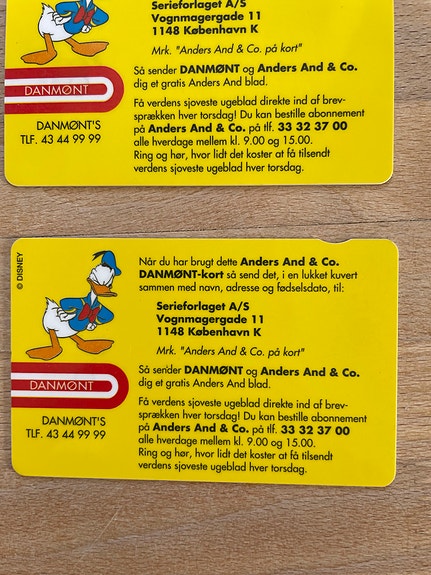 Serieforlaget A/S
Vognmagergade 11
1148 København K
Mrk. "Anders And & Co. på kort"
Så sender DANMØNT og Anders And & Co.
dig et gratis Anders And blad.
DANMØNT
Få verdens sjoveste ugeblad direkte ind af brev-
sprækken hver torsdag! Du kan bestille abonnement
på Anders And & Co. på tlf. 33 32 37 00
alle hverdage mellem kl. 9.00 og 15.00.
Ring og hør, hvor lidt det koster at få tilsendt
verdens sjoveste ugeblad hver torsdag.
DANMØNT'S
TLF. 43 44 99 99
© DISNEY
Når du har brugt dette Anders And & Co.
DANMØNT-kort så send det, i en lukket kuvert
sammen med navn, adresse og fødselsdato, til:
Serieforlaget A/S
Vognmagergade 11
1148 København K
Mrk. "Anders And & Co. på kort"
Så sender DANMØNT og Anders And & Co.
dig et gratis Anders And blad.
DANMØNT
Få verdens sjoveste ugeblad direkte ind af brev-
sprækken hver torsdag! Du kan bestille abonnement
på Anders And & Co. på tlf. 33 32 37 00
alle hverdage mellem kl. 9.00 og 15.00.
Ring og hør, hvor lidt det koster at få tilsendt
verdens sjoveste ugeblad hver torsdag.
DANMØNT'S
TLF. 43 44 99 99